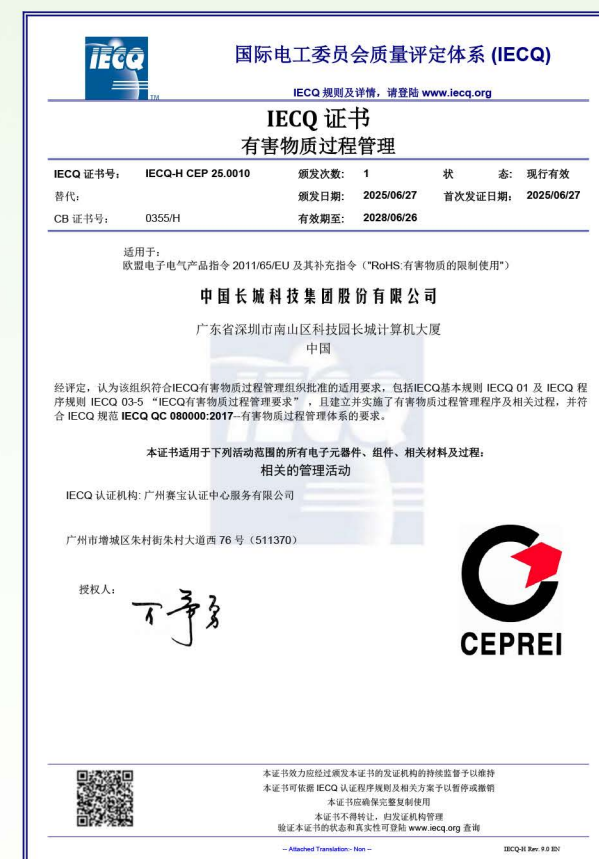 IECQ
TM
国际电工委员会质量评定体系 (IECQ)
IECQ 规则及详情，请登陆 www.iecq.org
IECQ 证书
有害物质过程管理
IECQ 证书号： IECQ-H CEP 25.0010 颁发次数： 1 状 态： 现行有效
替代： 颁发日期： 2025/06/27 首次发证日期： 2025/06/27
CB 证书号： 0355/H 有效期至： 2028/06/26
适用于：
欧盟电子电气产品指令 2011/65/EU 及其补充指令（"RoHS:有害物质的限制使用"）
中国长城科技集团股份有限公司
广东省深圳市南山区科技园长城计算机大厦
中国
经评定，认为该组织符合IECQ有害物质过程管理组织批准的适用要求，包括IECQ基本规则 IECQ 01 及 IECQ 程
序规则 IECQ 03-5 “IECQ有害物质过程管理要求”，且建立并实施了有害物质过程管理程序及相关过程，并符
合 IECQ 规范 IECQ QC 080000:2017--有害物质过程管理体系的要求。
本证书适用于下列活动范围的所有电子元器件、组件、相关材料及过程：
相关的管理活动
IECQ 认证机构: 广州赛宝认证中心服务有限公司
广州市增城区朱村街朱村大道西 76 号（511370）
授权人：
CEPREI
本证书效力应经过颁发本证书的发证机构的持续监督予以维持
本证书可依据 IECQ 认证程序规则及相关方案予以暂停或撤销
本证书应确保完整复制使用
本证书不得转让，归发证机构管理
验证本证书的状态和真实性可登陆 www.iecq.org 查询
-- Attached Translation:- Non --
IECQ-H Rev. 9.0 EN